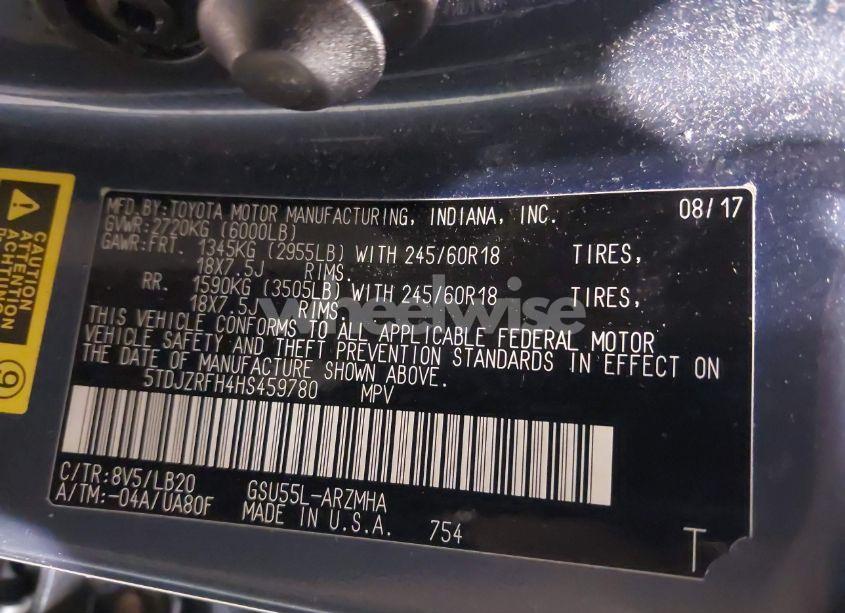 MFD.BY:TOYOTA MOTOR MANUFACTURING, INDIANA, INC. 08/17
GVWR:2720KG (6000LB)
GAWR:FRT. 1345KG (2955LB) WITH 245/60R18 TIRES,
18X7.5J RIMS.
RR. 1590KG (3505LB) WITH 245/60R18 TIRES,
18X7.5J RIMS.
THIS VEHICLE CONFORMS TO ALL APPLICABLE FEDERAL MOTOR
VEHICLE SAFETY AND THEFT PREVENTION STANDARDS IN EFFECT ON
THE DATE OF MANUFACTURE SHOWN ABOVE.
5TDJZRFH4HS459780 MPV
C/TR:8V5/LB20
A/TM:-04A/UA80F
GSU55L-ARZMHA
MADE IN U.S.A. 754
T
wheelwise
CAUTION
ATTENTION